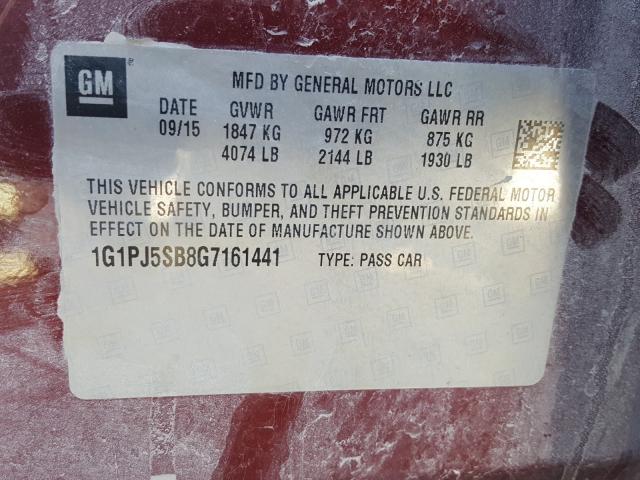 GM ®
MFD BY GENERAL MOTORS LLC
DATE GVWR GAWR FRT GAWR RR
09/15 1847 KG 972 KG 875 KG
4074 LB 2144 LB 1930 LB
THIS VEHICLE CONFORMS TO ALL APPLICABLE U.S. FEDERAL MOTOR
VEHICLE SAFETY, BUMPER, AND THEFT PREVENTION STANDARDS IN
EFFECT ON THE DATE OF MANUFACTURE SHOWN ABOVE.
1G1PJ5SB8G7161441 TYPE: PASS CAR